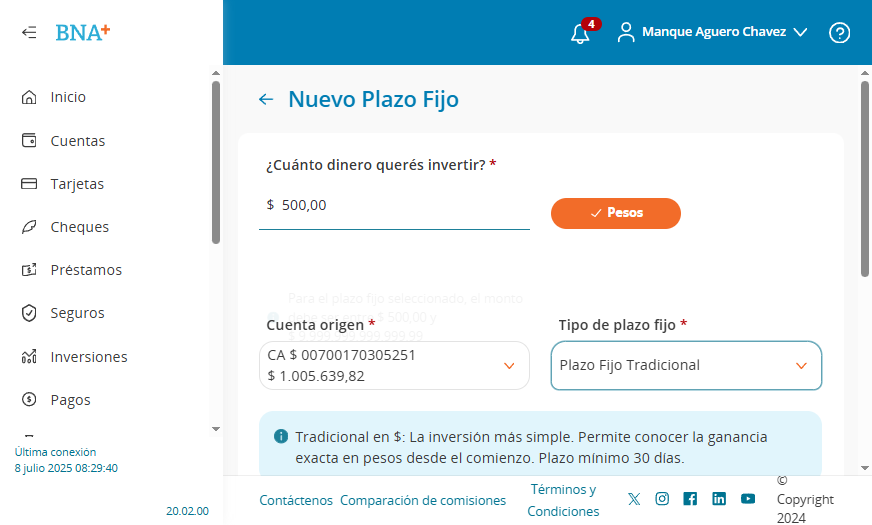 BNA+
4
Manque Aguero Chavez
Inicio
Cuentas
Tarjetas
Cheques
Préstamos
Seguros
Inversiones
Pagos
Última conexión
8 julio 2025 08:29:40
20.02.00
Nuevo Plazo Fijo
¿Cuánto dinero querés invertir? *
$ 500,00
Pesos
Para el plazo fijo seleccionado, el monto
debe ser entre $ 500,00 y
Cuenta origen *
CA $ 00700170305251
$ 1.005.639,82
Tipo de plazo fijo *
Plazo Fijo Tradicional
Tradicional en $: La inversión más simple. Permite conocer la ganancia
exacta en pesos desde el comienzo. Plazo mínimo 30 días.
Contáctenos
Comparación de comisiones
Términos y
Condiciones
©
Copyright
2024